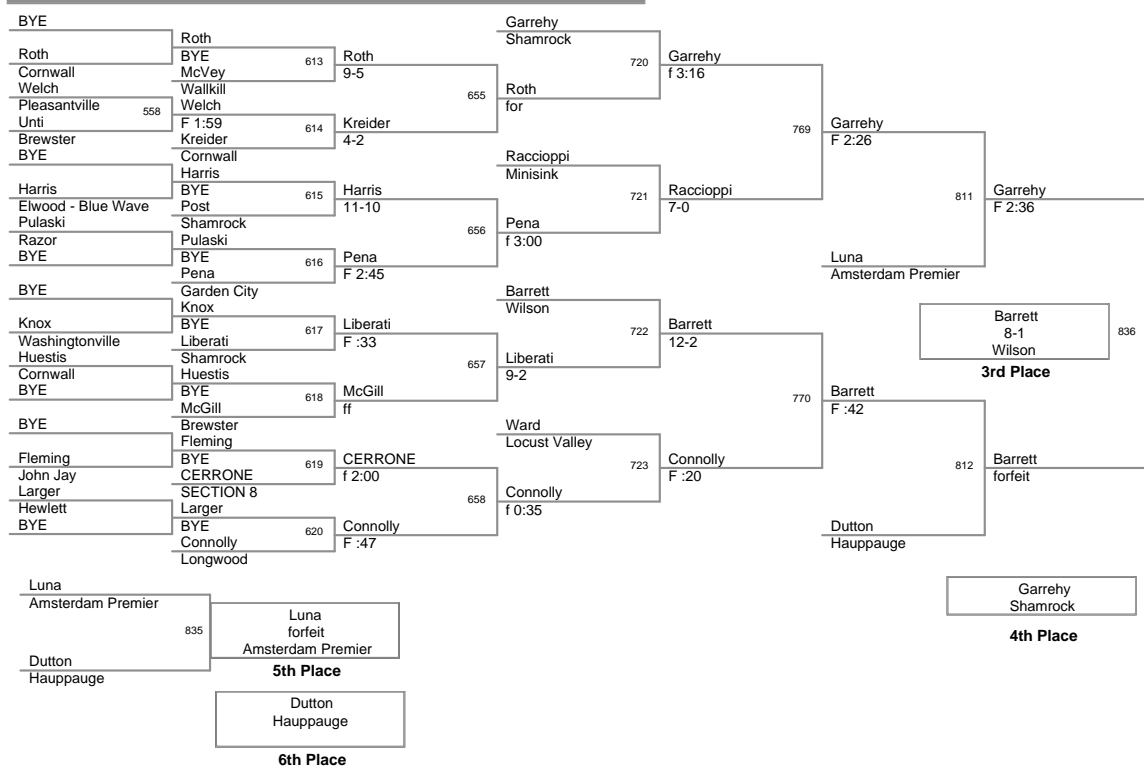 BYE
Roth
Cornwall
Welch
Pleasantville
558
Unti
Brewster
BYE
Harris
Elwood - Blue Wave
Pulaski
Razor
BYE
BYE
Knox
Washingtonville
Huestis
Cornwall
BYE
BYE
Fleming
John Jay
Larger
Hewlett
BYE
Roth
BYE
613
McVey
Wallkill
Welch
F 1:59
614
Kreider
Cornwall
Harris
BYE
615
Post
Shamrock
Pulaski
BYE
616
Pena
Garden City
Knox
BYE
617
Liberati
Shamrock
Huestis
BYE
618
McGill
Brewster
Fleming
BYE
619
CERRONE
SECTION 8
Larger
BYE
620
Connolly
Longwood
Roth
9-5
655
Kreider
4-2
Harris
11-10
656
Pena
F 2:45
Liberati
F :33
657
McGill
ff
CERRONE
f 2:00
658
Connolly
F :47
Garrehy
Shamrock
720
Roth
for
Raccioppi
Minisink
721
Pena
f 3:00
Barrett
Wilson
722
Liberati
9-2
Ward
Locust Valley
723
Connolly
f 0:35
Garrehy
f 3:16
769
Raccioppi
7-0
Barrett
12-2
770
Connolly
F :20
Garrehy
F 2:26
811
Luna
Amsterdam Premier
Barrett
F :42
812
Dutton
Hauppauge
Garrehy
F 2:36
Barrett
8-1
Wilson
836
3rd Place
Barrett
forfeit
Garrehy
Shamrock
4th Place
Luna
Amsterdam Premier
835
Dutton
Hauppauge
Luna
forfeit
Amsterdam Premier
5th Place
Dutton
Hauppauge
6th Place